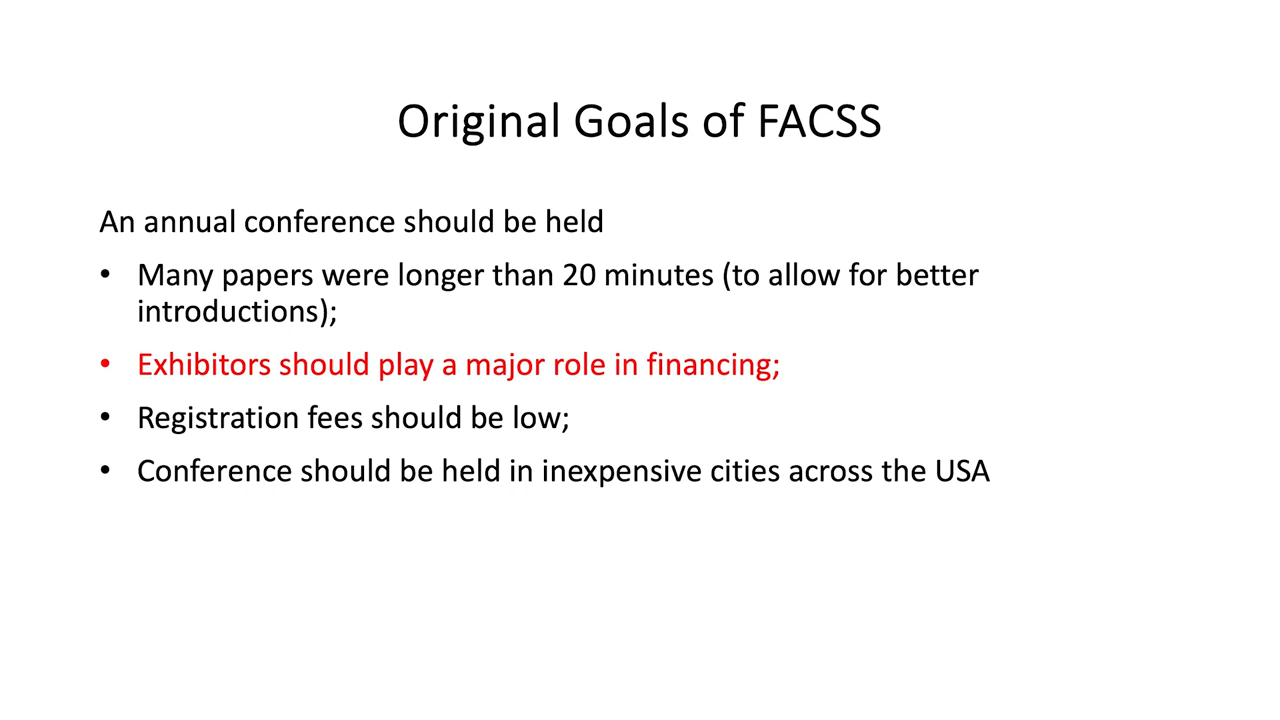 Original Goals of FACSS
An annual conference should be held
• Many papers were longer than 20 minutes (to allow for better
introductions);
• Exhibitors should play a major role in financing;
• Registration fees should be low;
• Conference should be held in inexpensive cities across the USA